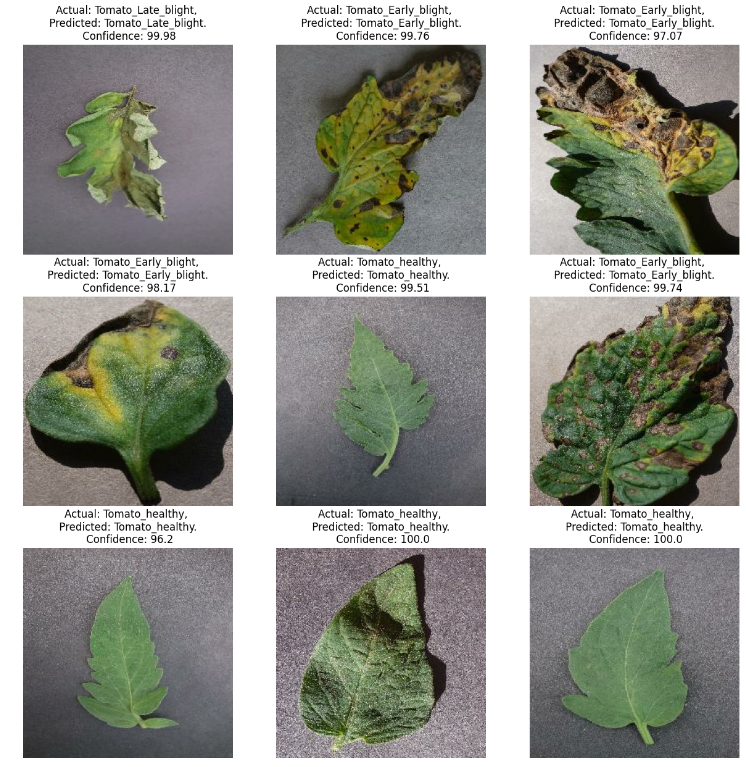 Actual: Tomato_Late_blight,
Predicted: Tomato_Late_blight.
Confidence: 99.98
Actual: Tomato_Early_blight,
Predicted: Tomato_Early_blight.
Confidence: 99.76
Actual: Tomato_Early_blight,
Predicted: Tomato_Early_blight.
Confidence: 97.07
Actual: Tomato_Early_blight,
Predicted: Tomato_Early_blight.
Confidence: 98.17
Actual: Tomato_healthy,
Predicted: Tomato_healthy.
Confidence: 99.51
Actual: Tomato_Early_blight,
Predicted: Tomato_Early_blight.
Confidence: 99.74
Actual: Tomato_healthy,
Predicted: Tomato_healthy.
Confidence: 96.2
Actual: Tomato_healthy,
Predicted: Tomato_healthy.
Confidence: 100.0
Actual: Tomato_healthy,
Predicted: Tomato_healthy.
Confidence: 100.0